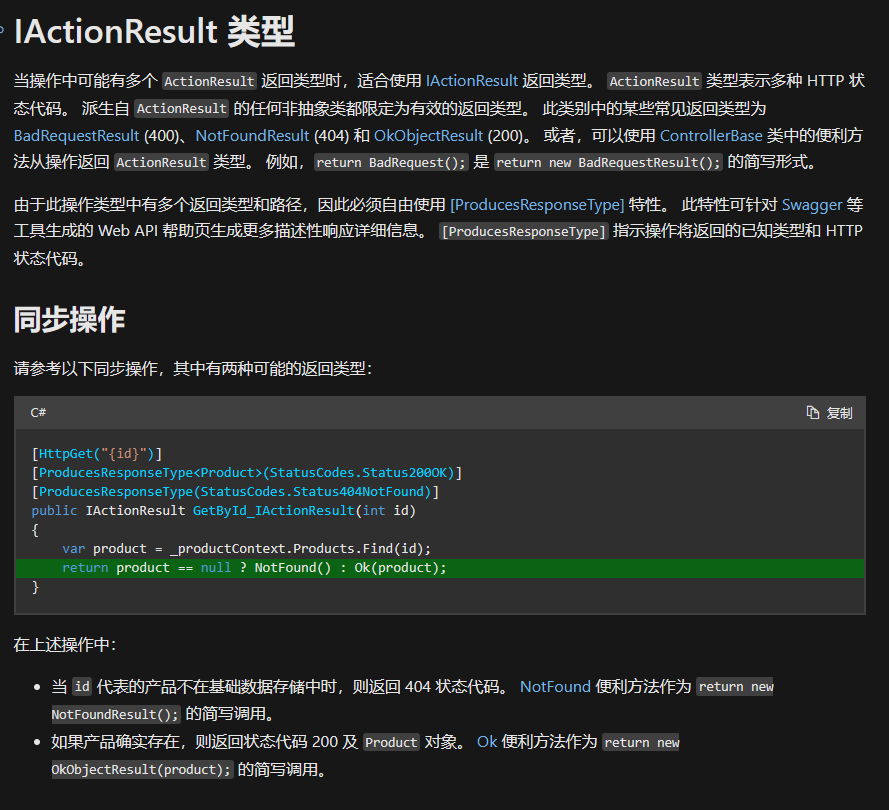 IActionResult 类型
当操作中可能有多个 ActionResult 返回类型时，适合使用 IActionResult 返回类型。 ActionResult 类型表示多种 HTTP 状
态代码。 派生自 ActionResult 的任何非抽象类都限定为有效的返回类型。 此类别中的某些常见返回类型为
BadRequestResult (400)、NotFoundResult (404) 和 OkObjectResult (200)。 或者，可以使用 ControllerBase 类中的便利方
法从操作返回 ActionResult 类型。 例如，return BadRequest(); 是 return new BadRequestResult(); 的简写形式。
由于此操作类型中有多个返回类型和路径，因此必须自由使用 [ProducesResponseType] 特性。 此特性可针对 Swagger 等
工具生成的 Web API 帮助页生成更多描述性响应详细信息。 [ProducesResponseType] 指示操作将返回的已知类型和 HTTP
状态代码。
同步操作
请参考以下同步操作，其中有两种可能的返回类型：
C# 复制
[HttpGet("{id}")]
[ProducesResponseType<Product>(StatusCodes.Status200OK)]
[ProducesResponseType(StatusCodes.Status404NotFound)]
public IActionResult GetById_IActionResult(int id)
{
    var product = _productContext.Products.Find(id);
    return product == null ? NotFound() : Ok(product);
}
在上述操作中：
• 当 id 代表的产品不在基础数据存储中时，则返回 404 状态代码。 NotFound 便利方法作为 return new
NotFoundResult(); 的简写调用。
• 如果产品确实存在，则返回状态代码 200 及 Product 对象。 Ok 便利方法作为 return new
OkObjectResult(product); 的简写调用。